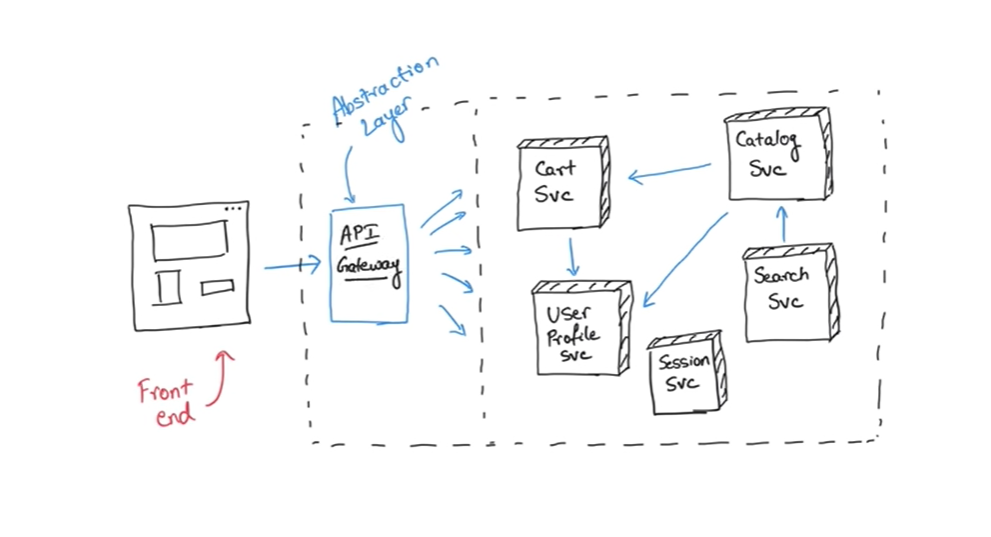 Abstraction
Layer
API
Gateway
Front
end
Cart
Svc
Catalog
Svc
User
Profile
svc
Session
svc
Search
Svc